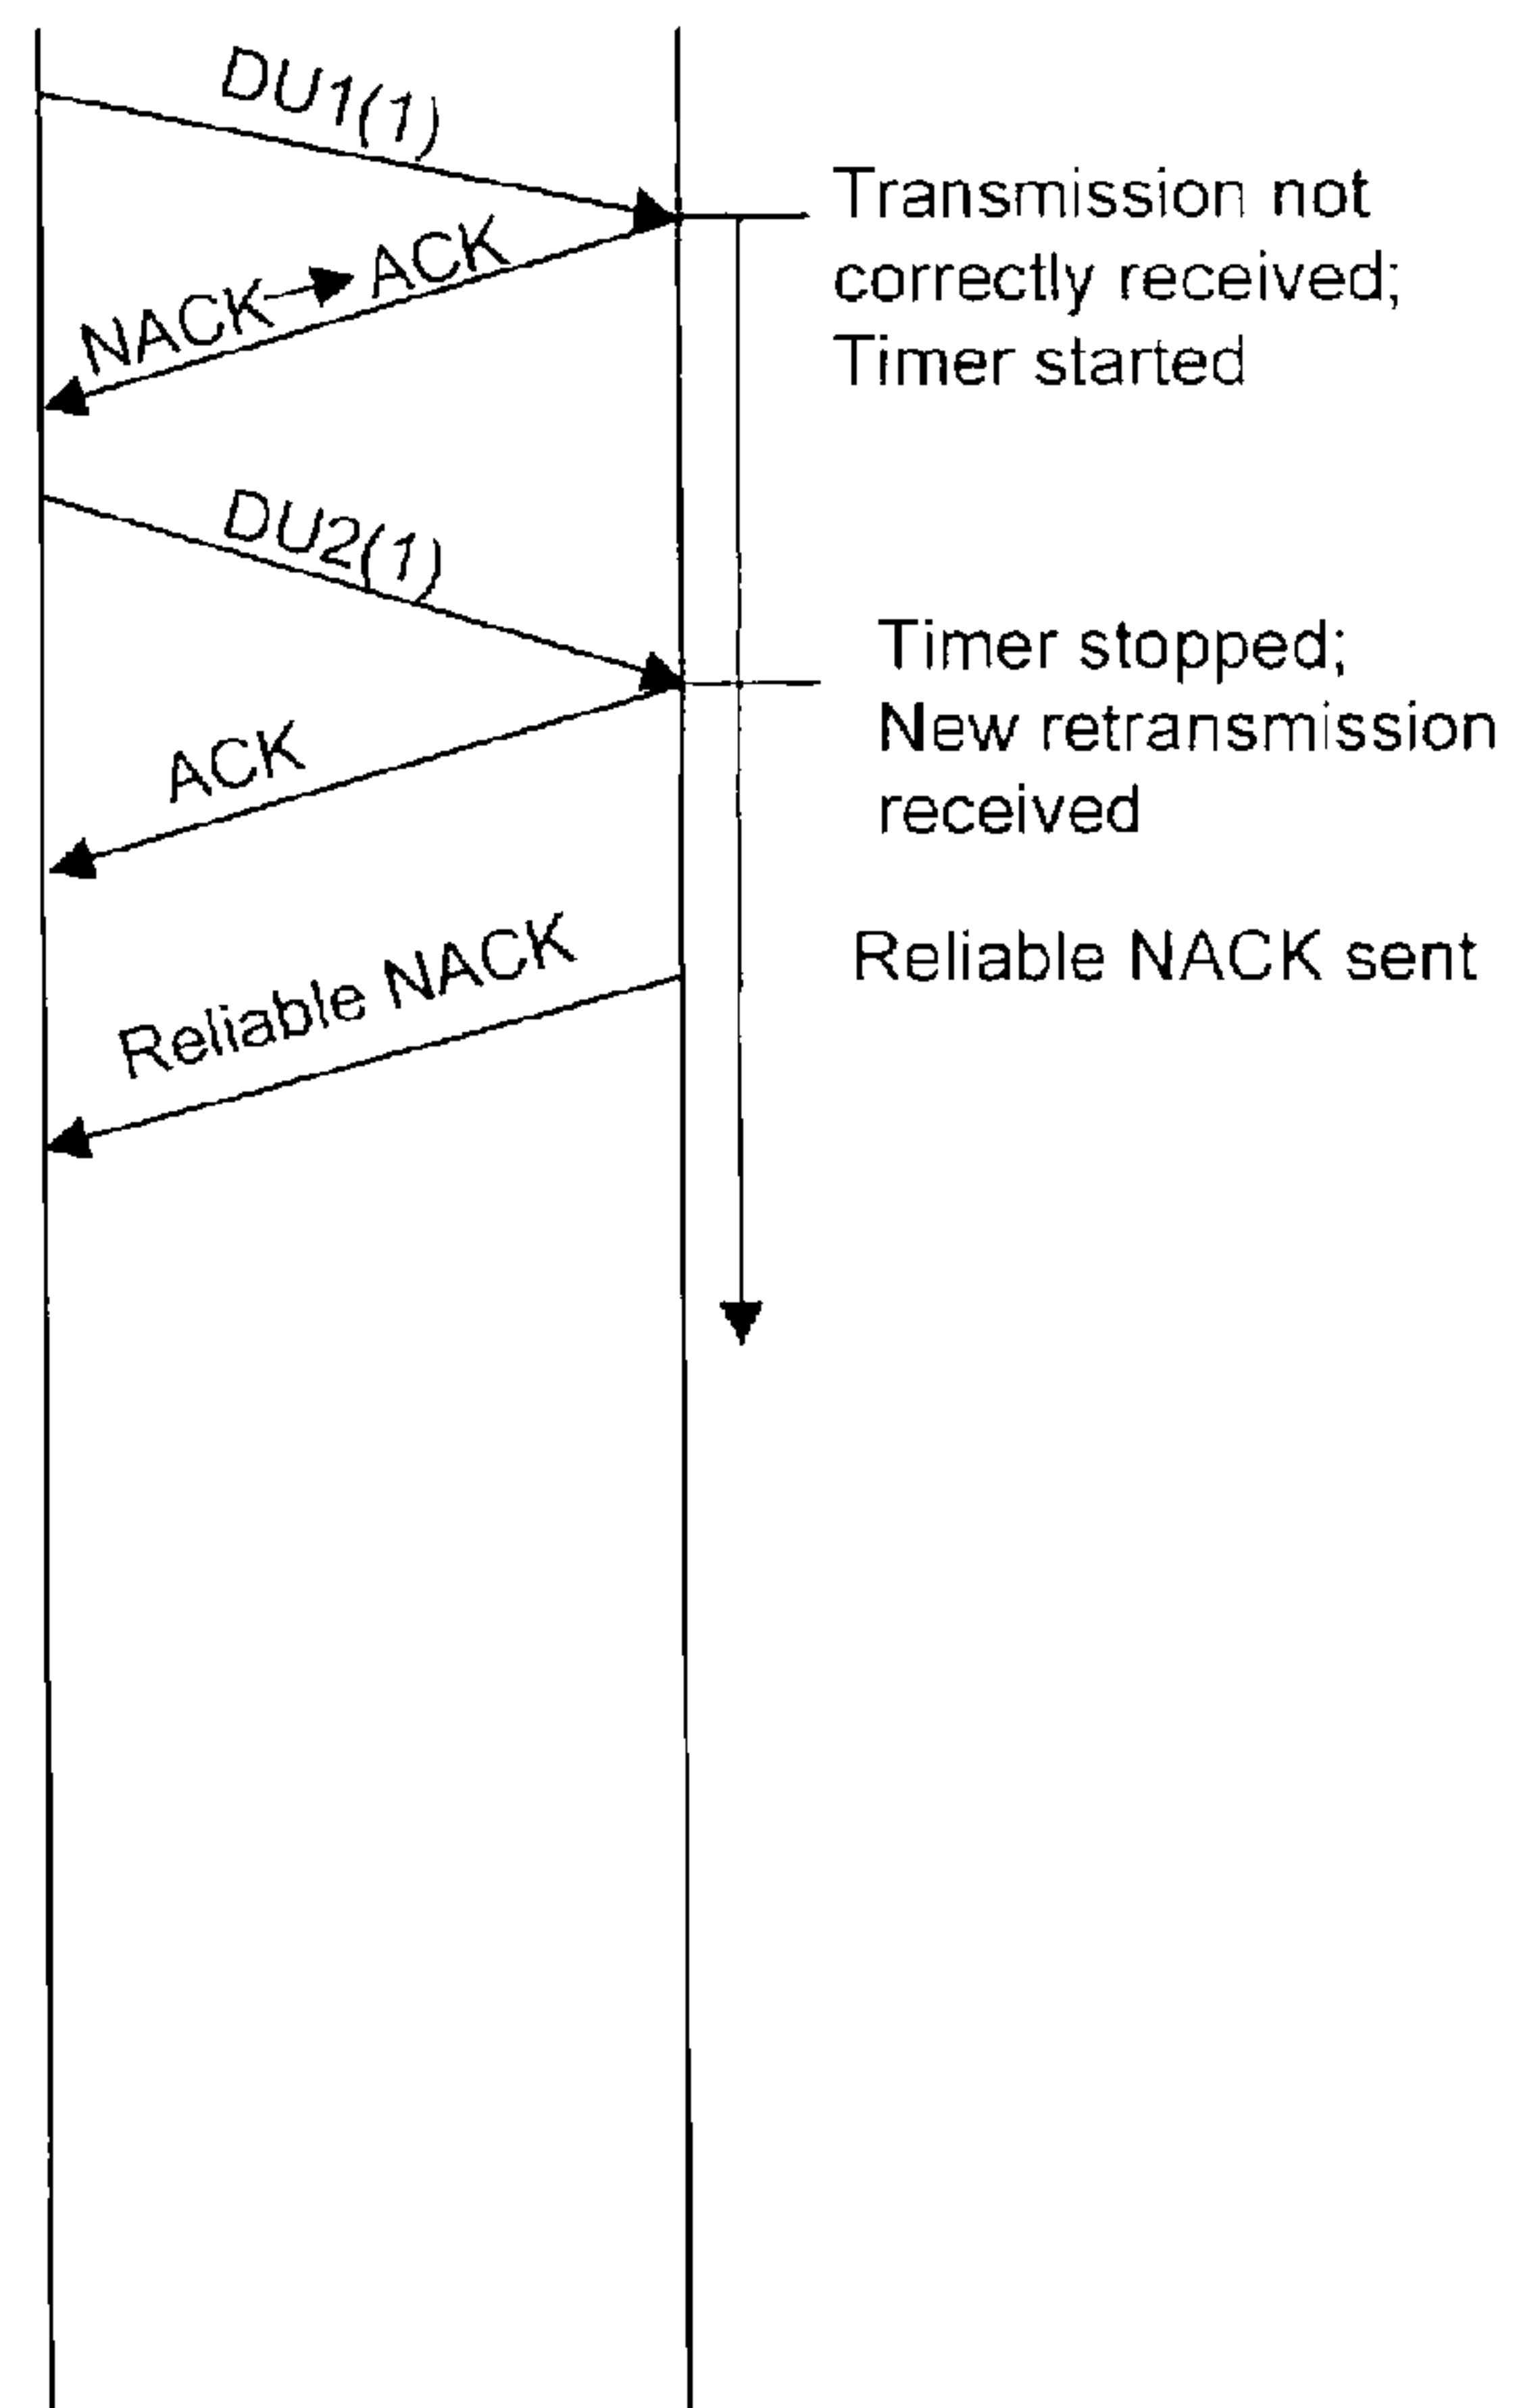 DU1(1)
Transmission not
correctly received;
Timer started
NACK ACK
DU2(1)
Timer stopped;
New retransmission
received
ACK
Reliable NACK
Reliable NACK sent